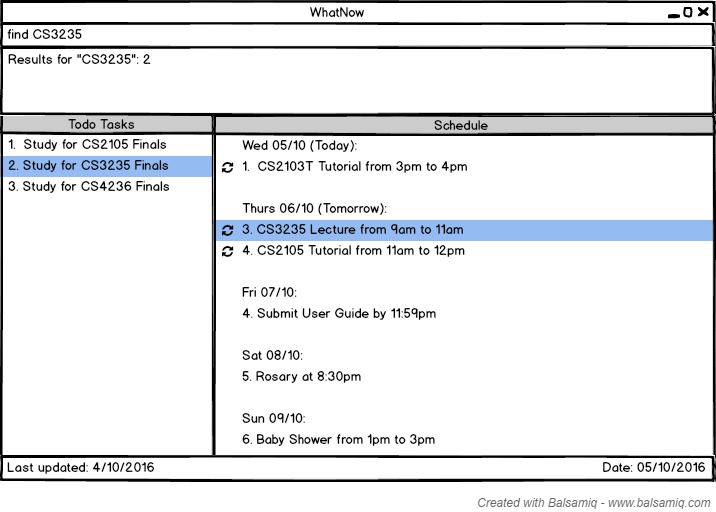 WhatNow
find CS3235
Results for "CS3235": 2
Todo Tasks
1. Study for CS2105 Finals
2. Study for CS3235 Finals
3. Study for CS4236 Finals
Schedule
Wed 05/10 (Today):
1. CS2103T Tutorial from 3pm to 4pm
Thurs 06/10 (Tomorrow):
3. CS3235 Lecture from 9am to 11am
4. CS2105 Tutorial from 11am to 12pm
Fri 07/10:
4. Submit User Guide by 11:59pm
Sat 08/10:
5. Rosary at 8:30pm
Sun 09/10:
6. Baby Shower from 1pm to 3pm
Last updated: 4/10/2016
Date: 05/10/2016
Created with Balsamiq - www.balsamiq.com